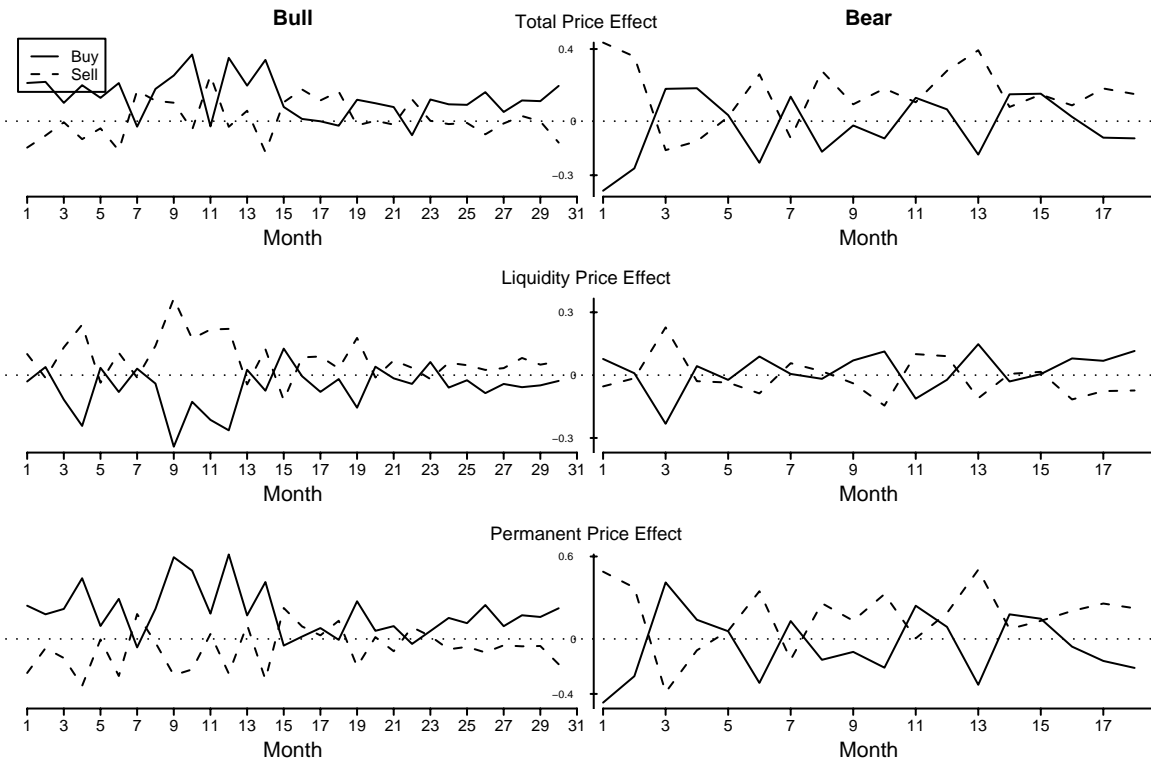 Bull
Total Price Effect
Bear
Buy
Sell
0.4
0
−0.3
1 3 5 7 9 11 13 15 17 19 21 23 25 27 29 31
1 3 5 7 9 11 13 15 17
Month
Month
Liquidity Price Effect
0.3
0
−0.3
1 3 5 7 9 11 13 15 17 19 21 23 25 27 29 31
1 3 5 7 9 11 13 15 17
Month
Month
Permanent Price Effect
0.6
0
−0.4
1 3 5 7 9 11 13 15 17 19 21 23 25 27 29 31
1 3 5 7 9 11 13 15 17
Month
Month